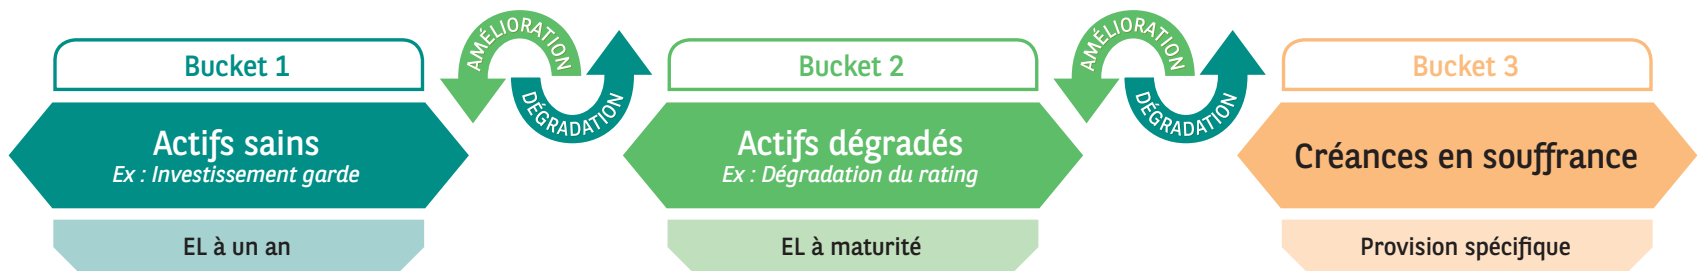 Bucket 1
AMÉLIORATION
DÉGRADATION
Bucket 2
AMÉLIORATION
DÉGRADATION
Bucket 3
Actifs sains
Ex : Investissement garde
Actifs dégradés
Ex : Dégradation du rating
Créances en souffrance
EL à un an
EL à maturité
Provision spécifique